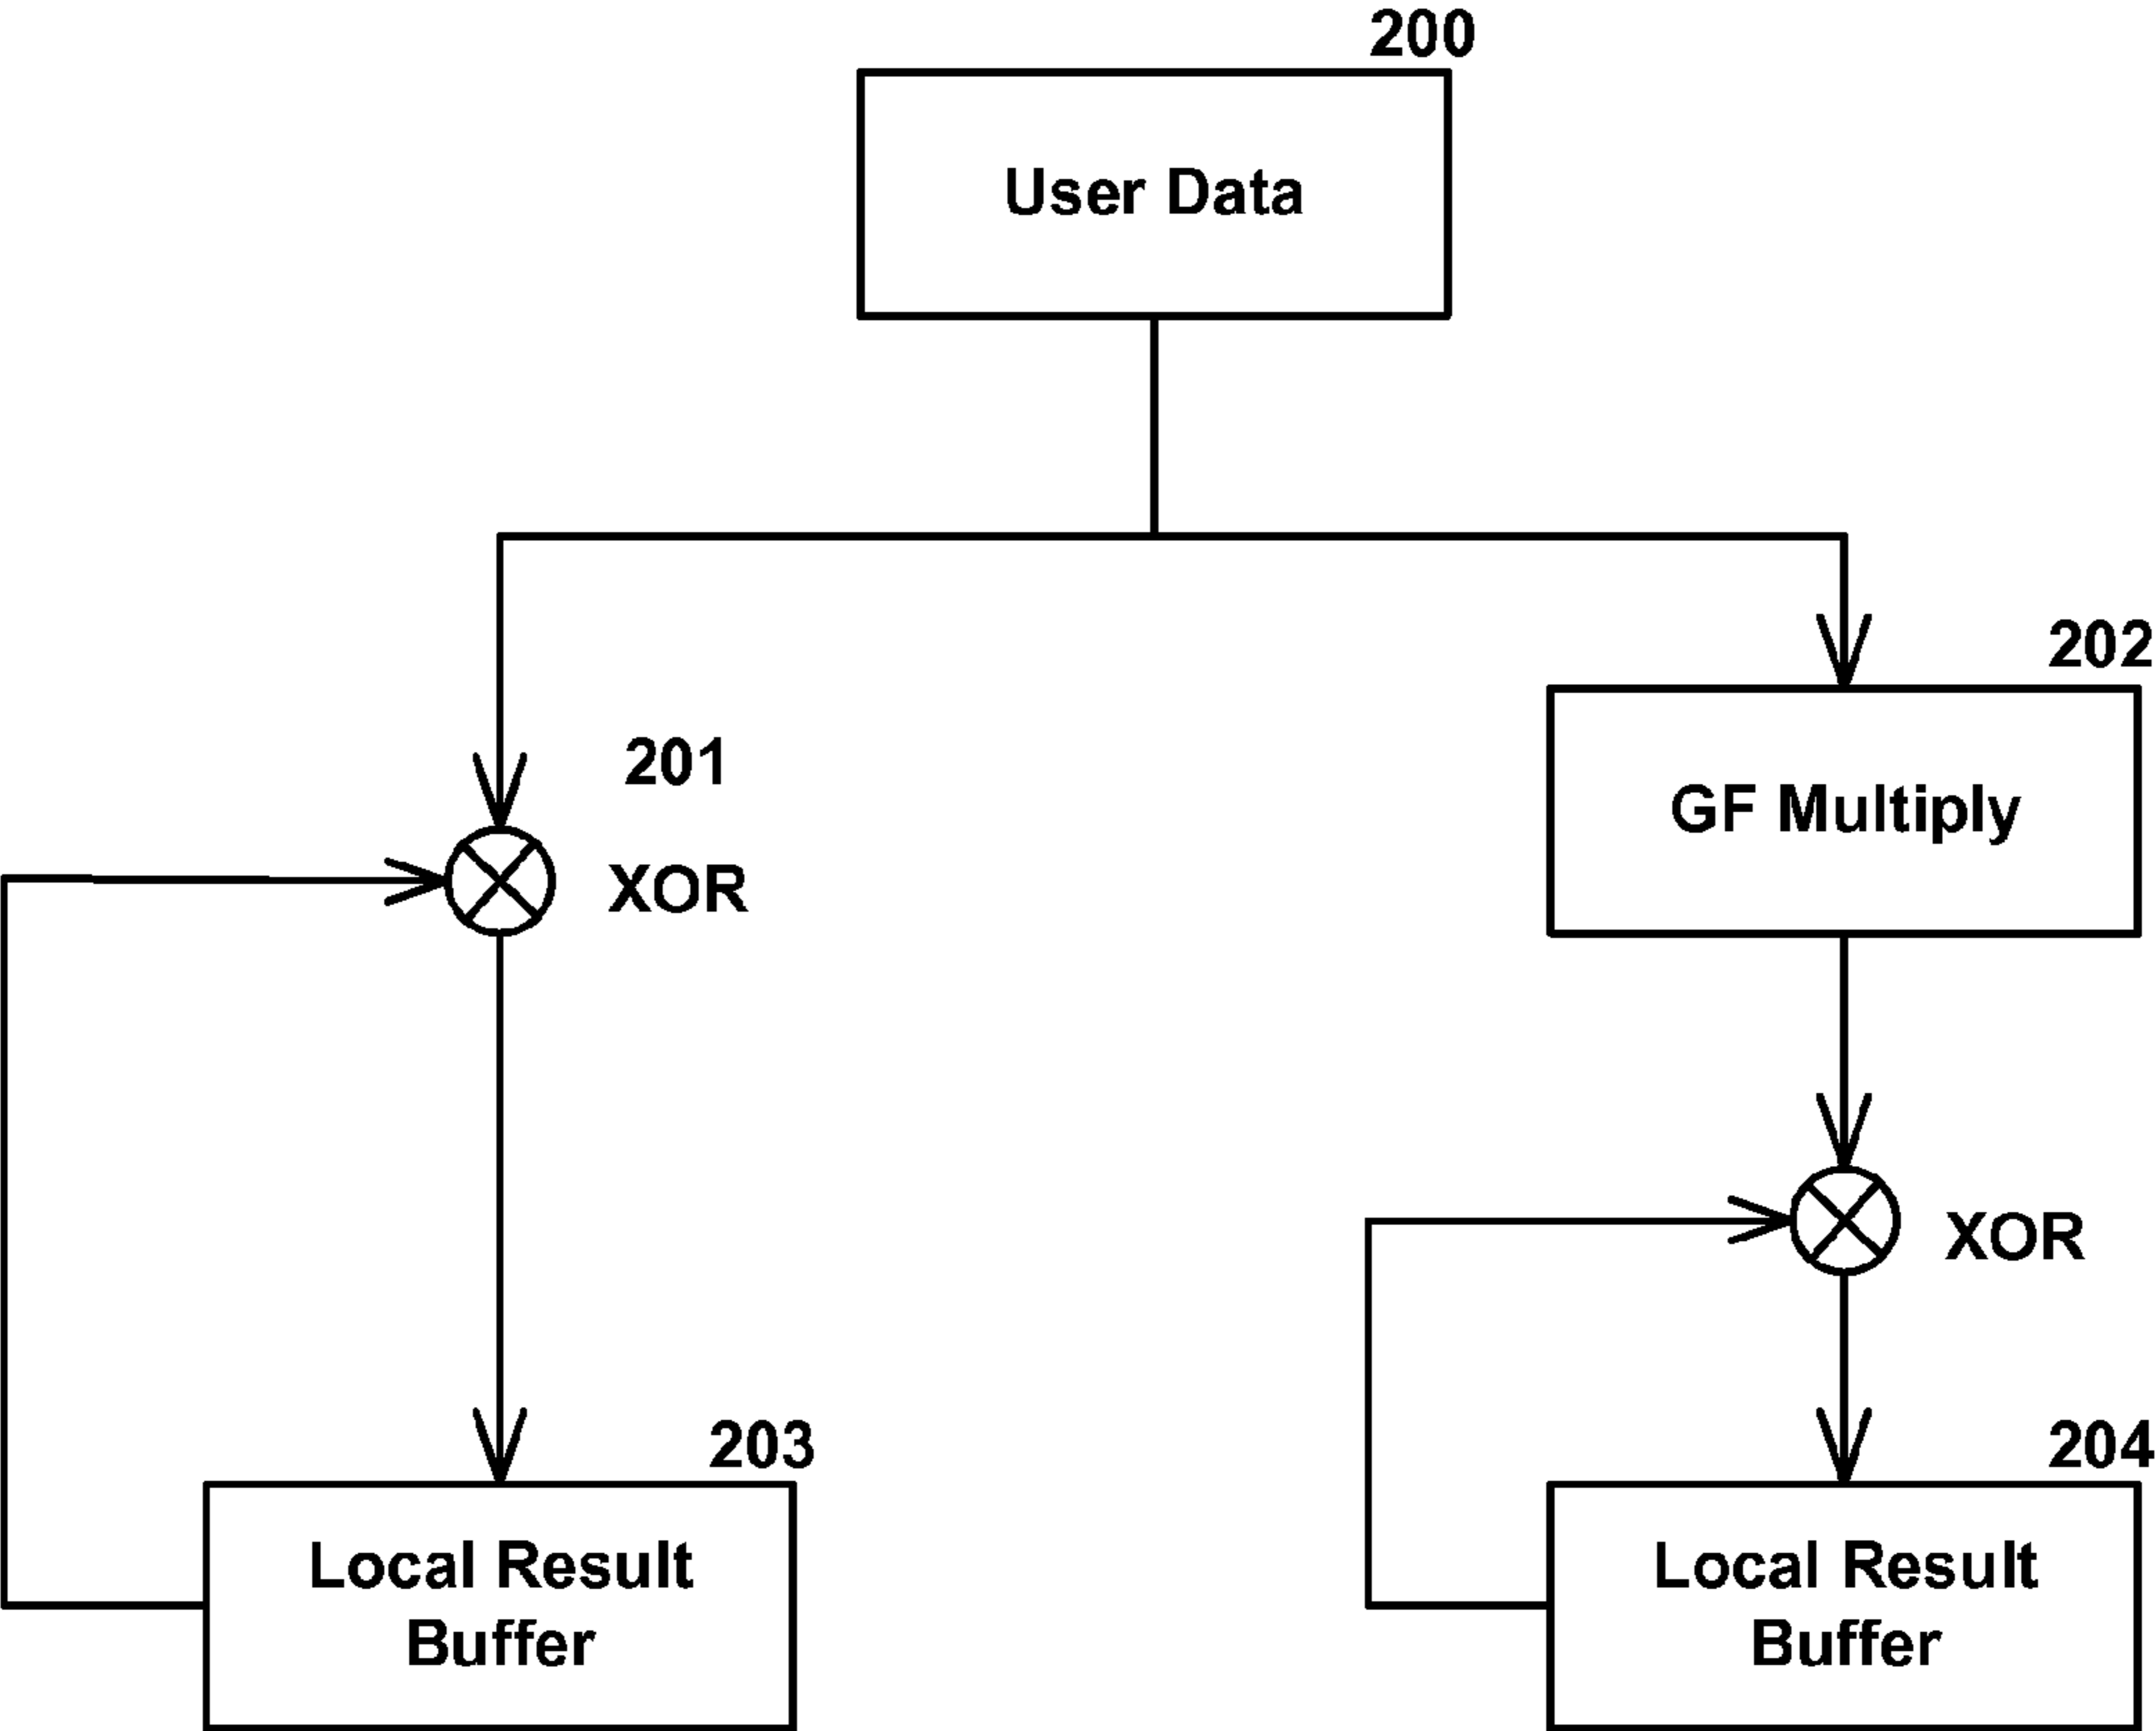 200
User Data
202
GF Multiply
201
XOR
XOR
203
Local Result
Buffer
204
Local Result
Buffer